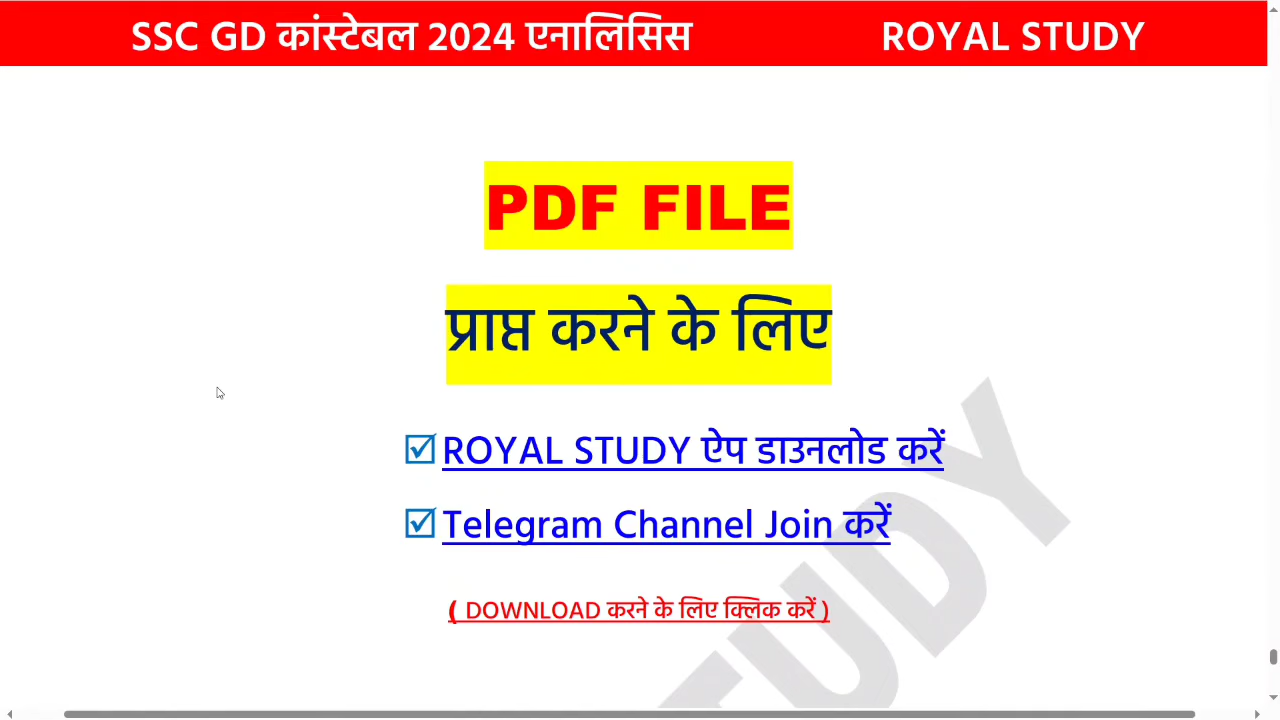 SSC GD कांस्टेबल 2024 एनालिसिस ROYAL STUDY
PDF FILE
प्राप्त करने के लिए
ROYAL STUDY ऐप डाउनलोड करें
Telegram Channel Join करें
( DOWNLOAD करने के लिए क्लिक करें )
STUDY